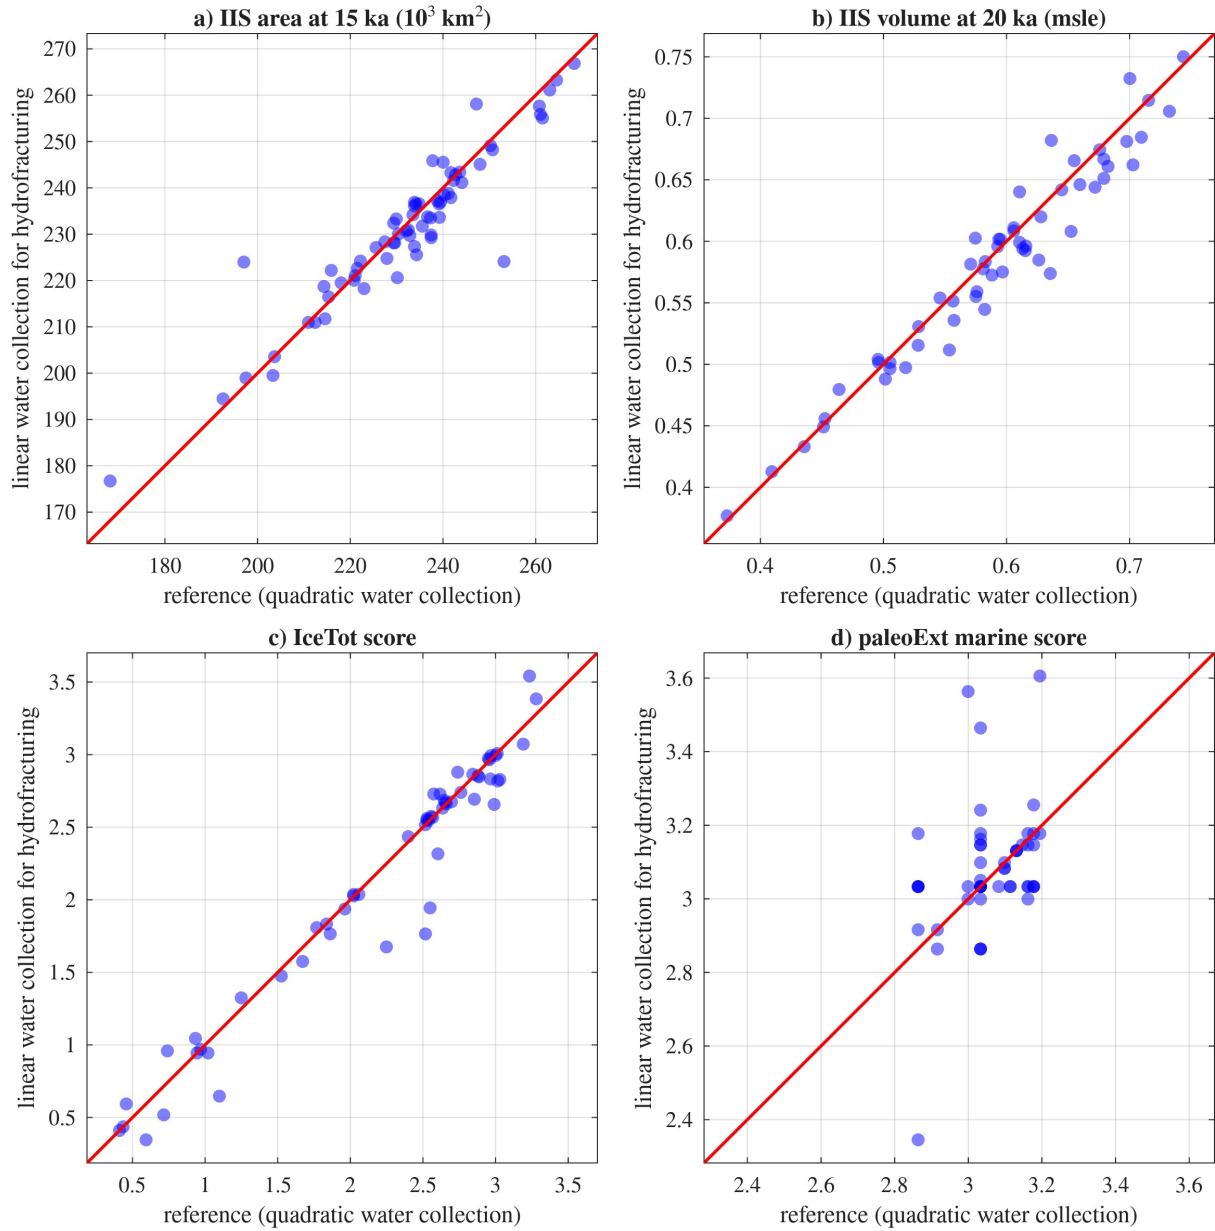 a) IIS area at 15 ka (10³ km²)
270
260
250
240
230
220
210
200
190
180
170
linear water collection for hydrofracturing
180 200 220 240 260
reference (quadratic water collection)
b) IIS volume at 20 ka (msle)
0.75
0.7
0.65
0.6
0.55
0.5
0.45
0.4
linear water collection for hydrofracturing
0.4 0.5 0.6 0.7
reference (quadratic water collection)
c) IceTot score
3.5
3
2.5
2
1.5
1
0.5
linear water collection for hydrofracturing
0.5 1 1.5 2 2.5 3 3.5
reference (quadratic water collection)
d) paleoExt marine score
3.6
3.4
3.2
3
2.8
2.6
2.4
linear water collection for hydrofracturing
2.4 2.6 2.8 3 3.2 3.4 3.6
reference (quadratic water collection)